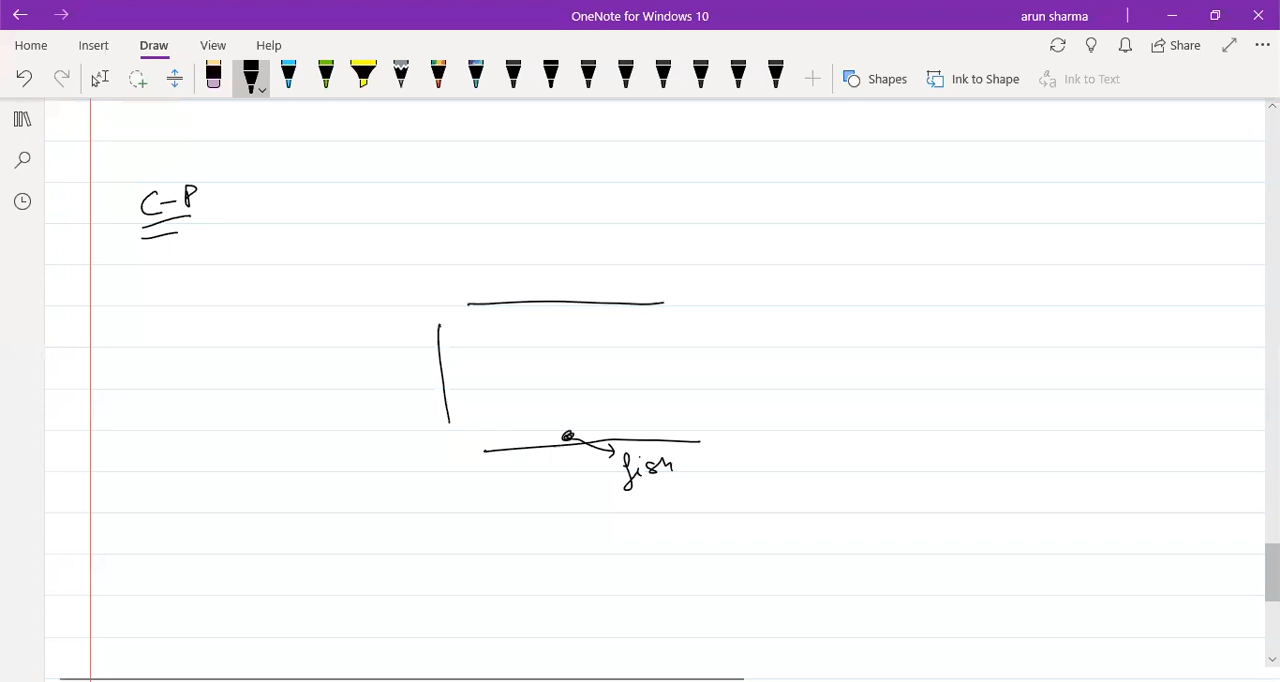 OneNote for Windows 10
arun sharma
Home Insert Draw View Help
Share
Shapes Ink to Shape Ink to Text
C-P
fish